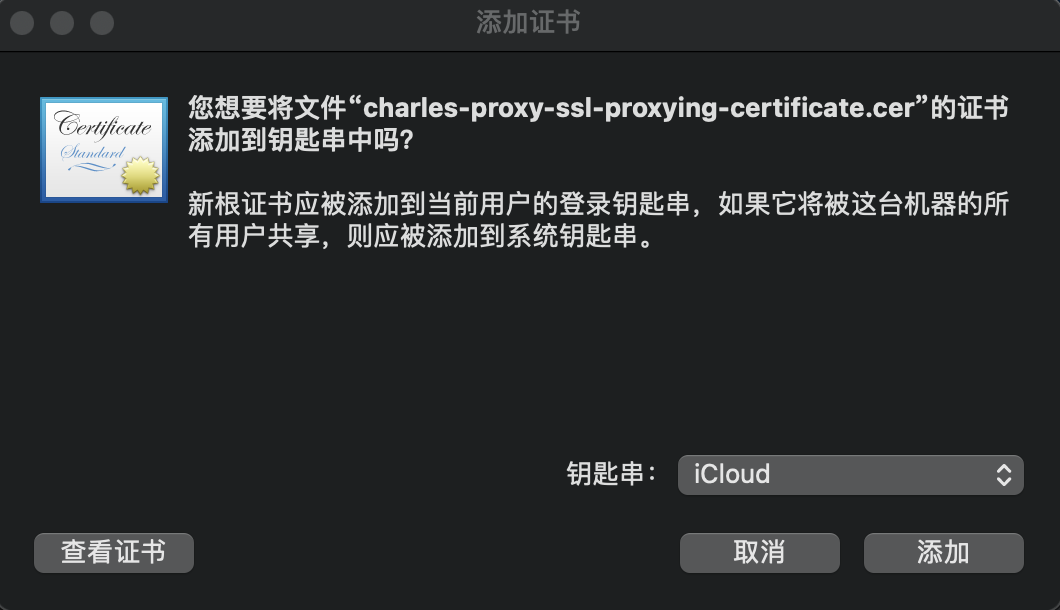 添加证书
Certificate
Standard
您想要将文件“charles-proxy-ssl-proxying-certificate.cer”的证书
添加到钥匙串中吗?
新根证书应被添加到当前用户的登录钥匙串，如果它将被这台机器的所
有用户共享，则应被添加到系统钥匙串。
钥匙串： iCloud
查看证书 取消 添加